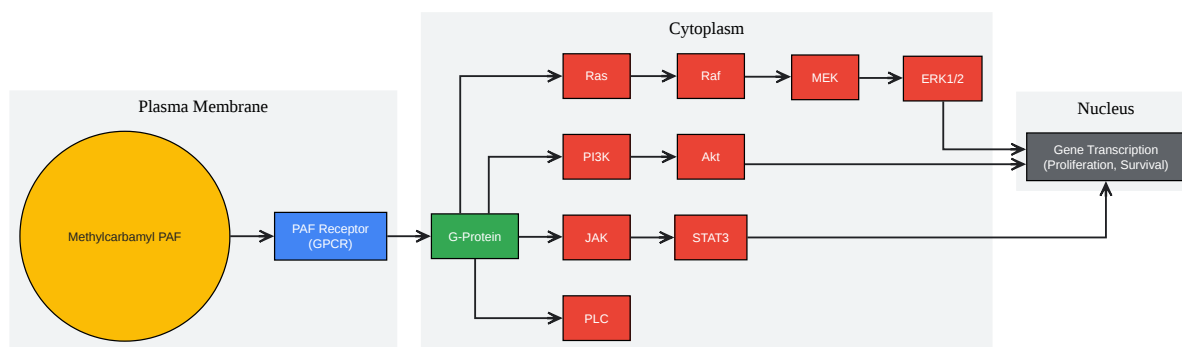 Plasma Membrane
Methylcarbamyl PAF
PAF Receptor
(GPCR)
Cytoplasm
G-Protein
Ras
Raf
MEK
ERK1/2
PI3K
Akt
JAK
STAT3
PLC
Nucleus
Gene Transcription
(Proliferation, Survival)